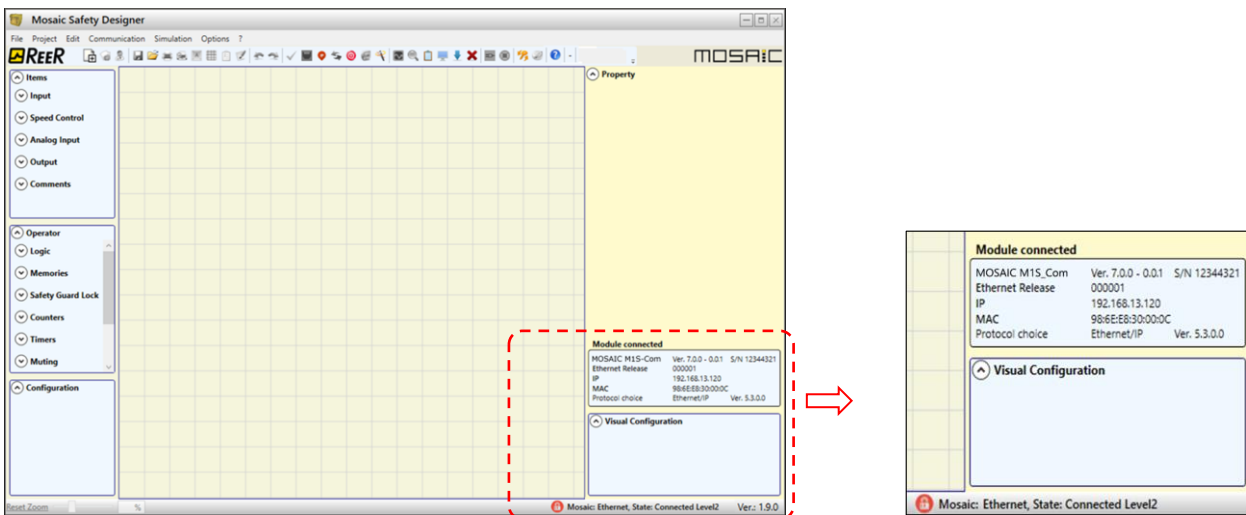 Mosaic Safety Designer
File Project Edit Communication Simulation Options ?
REER
MOSAIC
Items
Input
Speed Control
Analog Input
Output
Comments
Operator
Logic
Memories
Safety Guard Lock
Counters
Timers
Muting
Configuration
Property
Module connected
MOSAIC M1S-Com Ver. 7.0.0 - 0.0.1 S/N 12344321
Ethernet Release 000001
IP 192.168.13.120
MAC 98:6E:E8:30:00:0C
Protocol choice Ethernet/IP Ver. 5.3.0.0
Visual Configuration
Reset Zoom %
Mosaic: Ethernet, State: Connected Level2 Ver.: 1.9.0
Module connected
MOSAIC M1S_Com Ver. 7.0.0 - 0.0.1 S/N 12344321
Ethernet Release 000001
IP 192.168.13.120
MAC 98:6E:E8:30:00:0C
Protocol choice Ethernet/IP Ver. 5.3.0.0
Visual Configuration
Mosaic: Ethernet, State: Connected Level2